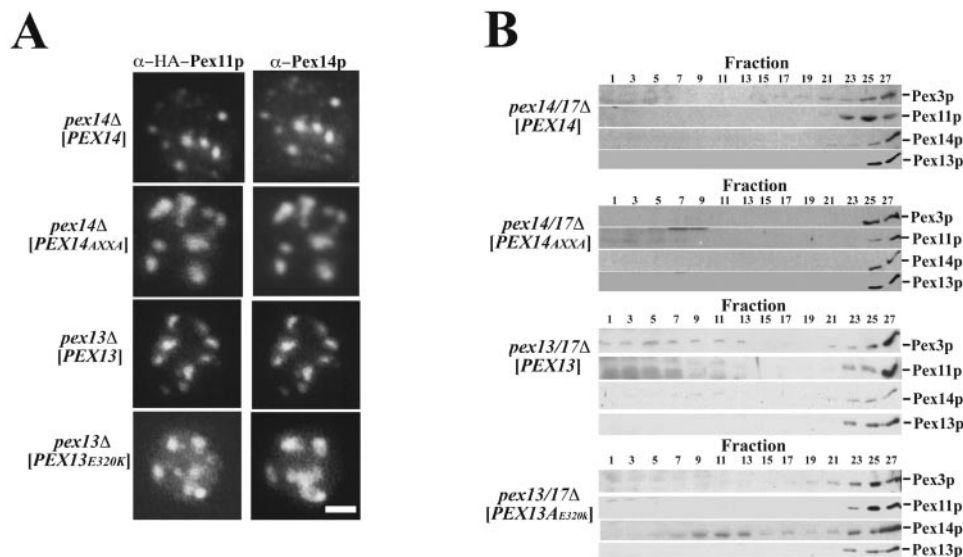 A
α–HA–Pex11p α–Pex14p
pex14Δ
[PEX14]
pex14Δ
[PEX14AXXA]
pex13Δ
[PEX13]
pex13Δ
[PEX13E320K]
B
Fraction
1 3 5 7 9 11 13 15 17 19 21 23 25 27
pex14/17Δ
[PEX14]
Pex3p
Pex11p
Pex14p
Pex13p
Fraction
1 3 5 7 9 11 13 15 17 19 21 23 25 27
pex14/17Δ
[PEX14AXXA]
Pex3p
Pex11p
Pex14p
Pex13p
Fraction
1 3 5 7 9 11 13 15 17 19 21 23 25 27
pex13/17Δ
[PEX13]
Pex3p
Pex11p
Pex14p
Pex13p
Fraction
1 3 5 7 9 11 13 15 17 19 21 23 25 27
pex13/17Δ
[PEX13AE320k]
Pex3p
Pex11p
Pex14p
Pex13p